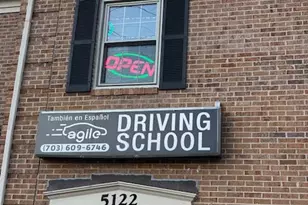 OPEN
También en Español
agile
(703) 609-6746
DRIVING
SCHOOL
5122